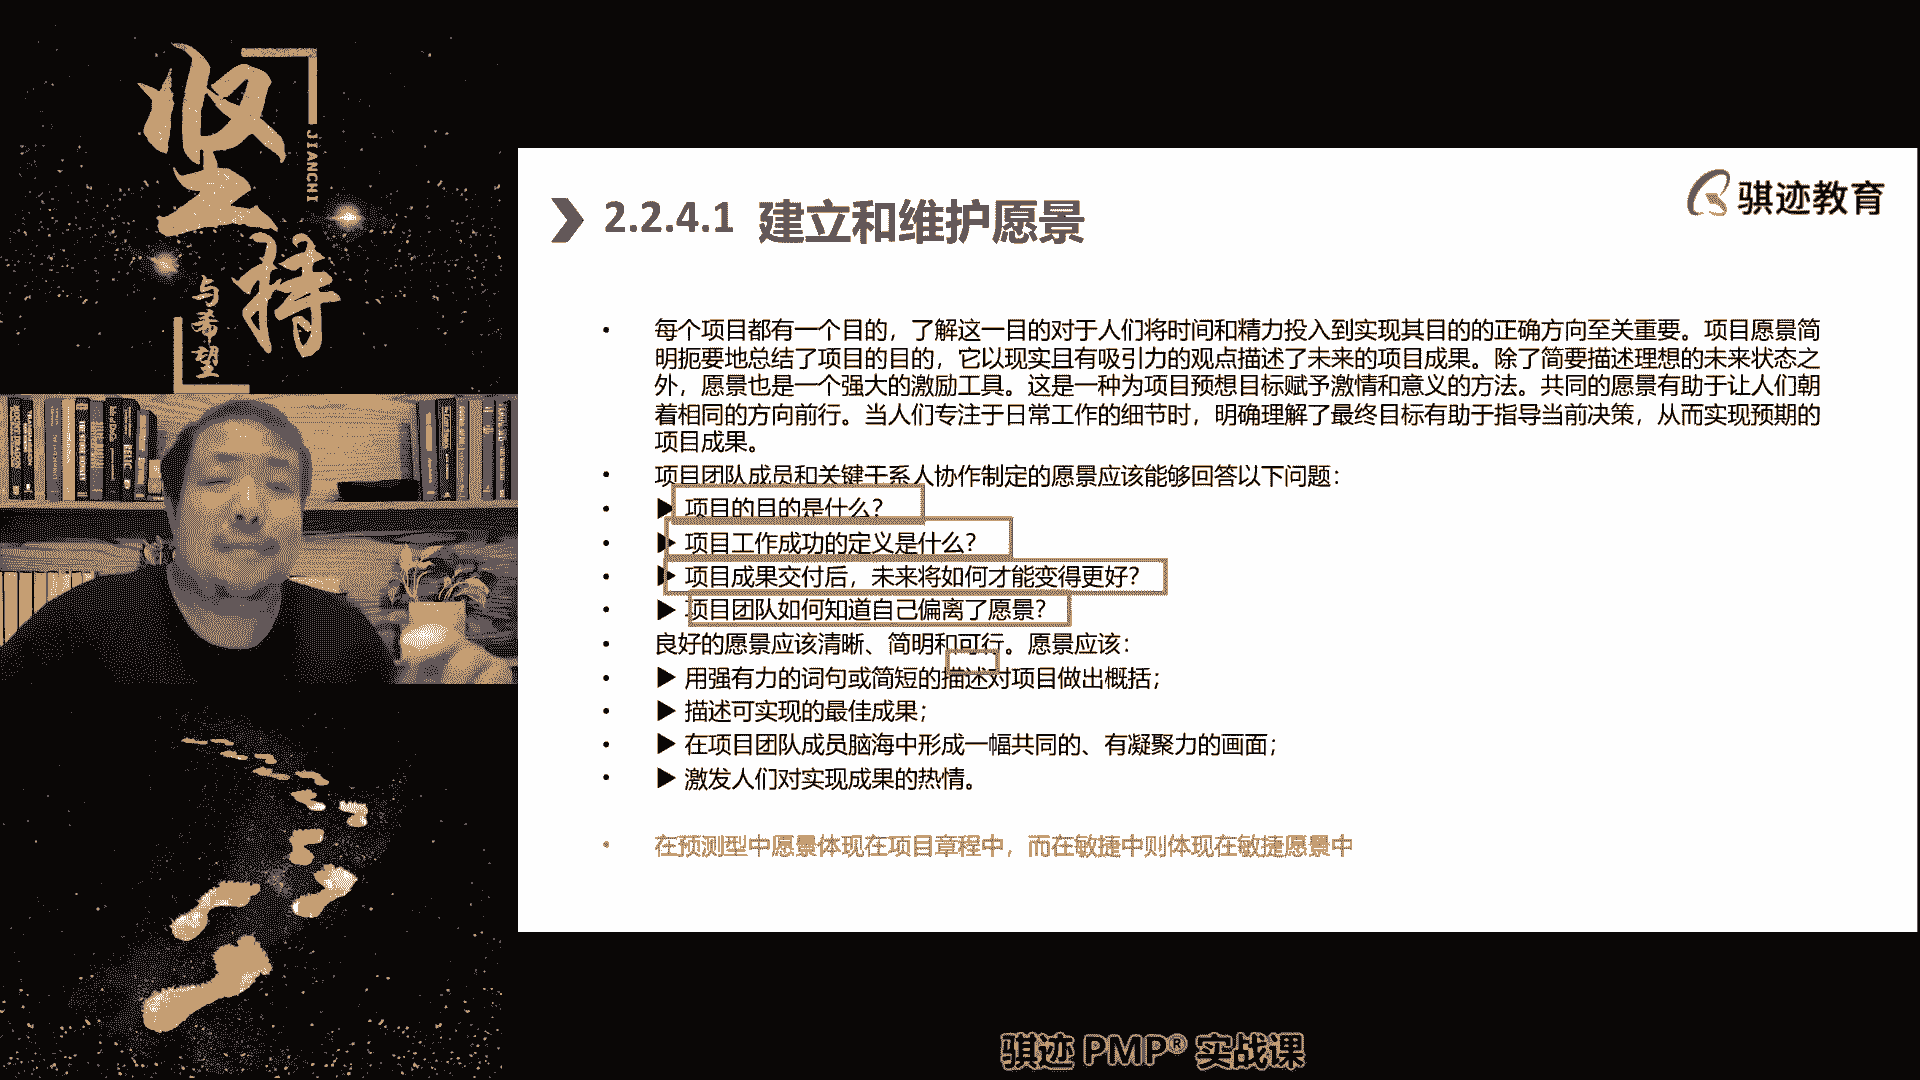 坚持
JIANCHI
与希望
骐迹教育
2.2.4.1 建立和维护愿景
• 每个项目都有一个目的，了解这一目的对于人们将时间和精力投入到实现其目的的正确方向至关重要。项目愿景简
明扼要地总结了项目的目的，它以现实且有吸引力的观点描述了未来的项目成果。除了简要描述理想的未来状态之
外，愿景也是一个强大的激励工具。这是一种为项目预想目标赋予激情和意义的方法。共同的愿景有助于让人们朝
着相同的方向前行。当人们专注于日常工作的细节时，明确理解了最终目标有助于指导当前决策，从而实现预期的
项目成果。
• 项目团队成员和关键干系人协作制定的愿景应该能够回答以下问题：
• ▶ 项目的目的是什么？
• ▶ 项目工作成功的定义是什么？
• ▶ 项目成果交付后，未来将如何才能变得更好？
• ▶ 项目团队如何知道自己偏离了愿景？
• 良好的愿景应该清晰、简明和可行。愿景应该：
• ▶ 用强有力的词句或简短的描述对项目做出概括；
• ▶ 描述可实现的最佳成果；
• ▶ 在项目团队成员脑海中形成一幅共同的、有凝聚力的画面；
• ▶ 激发人们对实现成果的热情。
• 在预测型中愿景体现在项目章程中，而在敏捷中则体现在敏捷愿景中
骐迹 PMP® 实战课